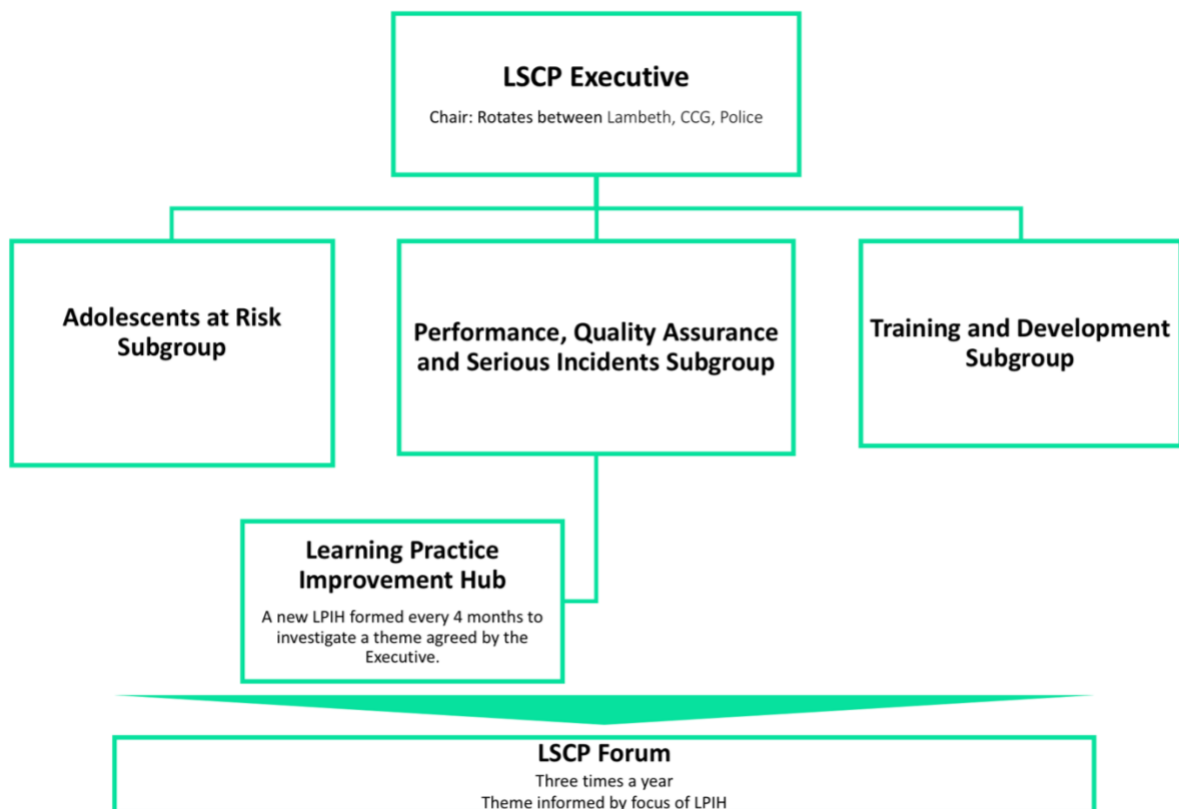 LSCP Executive
Chair: Rotates between Lambeth, CCG, Police
Adolescents at Risk
Subgroup
Performance, Quality Assurance
and Serious Incidents Subgroup
Training and Development
Subgroup
Learning Practice
Improvement Hub
A new LPIH formed every 4 months to
investigate a theme agreed by the
Executive.
LSCP Forum
Three times a year
Theme informed by focus of LPIH